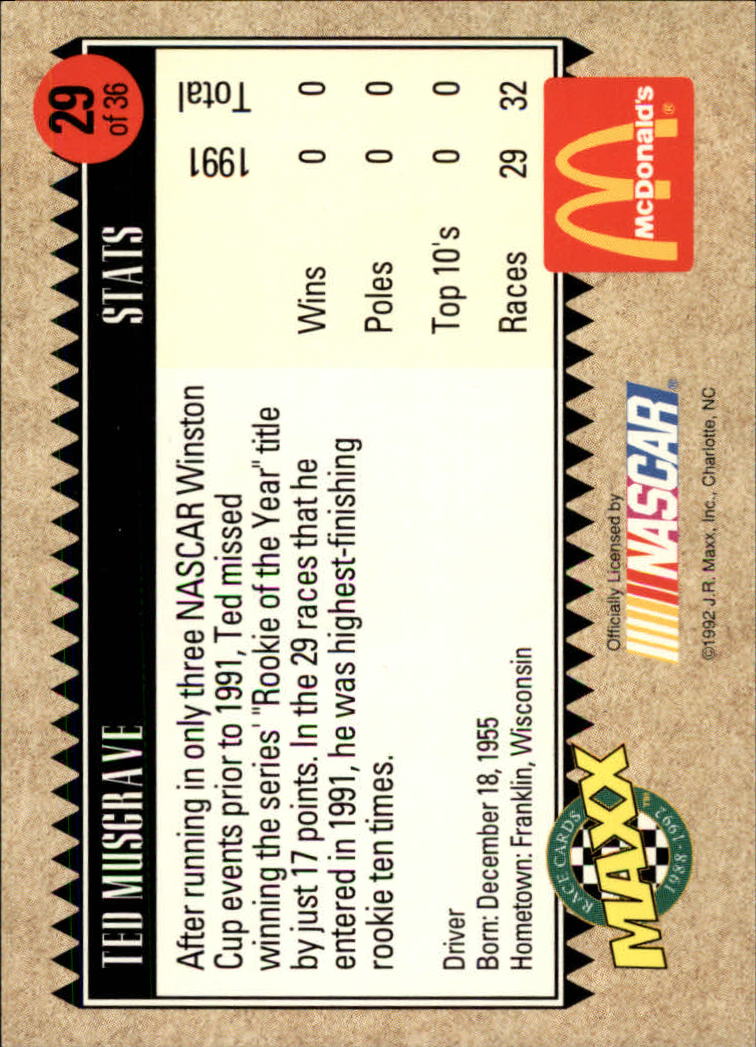 TED MUSGRAVE
STATS
29
of 36
After running in only three NASCAR Winston
Cup events prior to 1991, Ted missed
winning the series' "Rookie of the Year" title
by just 17 points. In the 29 races that he
entered in 1991, he was highest-finishing
rookie ten times.
Driver
Born: December 18, 1955
Hometown: Franklin, Wisconsin
1991 Total
Wins 0 0
Poles 0 0
Top 10's 0 0
Races 29 32
RACE CARDS
MAXX™
1988-1992
Officially Licensed by
NASCAR®
©1992 J.R. Maxx, Inc., Charlotte, NC
McDonald's®